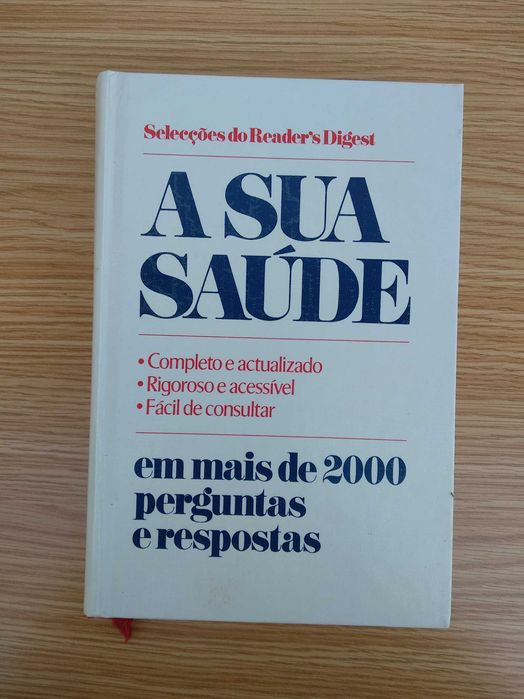 Selecções do Reader's Digest
A SUA
SAÚDE
• Completo e actualizado
• Rigoroso e acessível
• Fácil de consultar
em mais de 2000
perguntas
e respostas